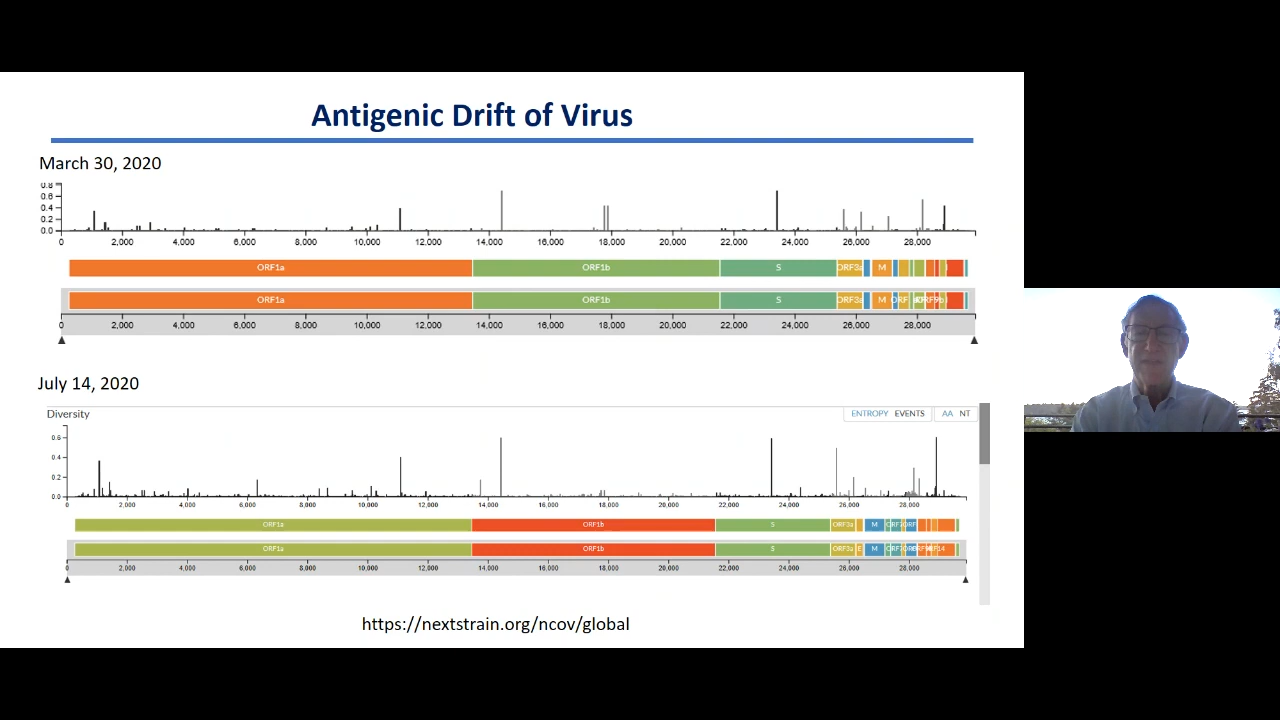 Antigenic Drift of Virus
March 30, 2020
0.8
0.6
0.4
0.2
0.0
0 2,000 4,000 6,000 8,000 10,000 12,000 14,000 16,000 18,000 20,000 22,000 24,000 26,000 28,000
ORF1a ORF1b S ORF3a M
ORF1a ORF1b S ORF3a M
0 2,000 4,000 6,000 8,000 10,000 12,000 14,000 16,000 18,000 20,000 22,000 24,000 26,000 28,000
July 14, 2020
Diversity ENTROPY EVENTS AA NT
0.6
0.4
0.2
0.0
0 2,000 4,000 6,000 8,000 10,000 12,000 14,000 16,000 18,000 20,000 22,000 24,000 26,000 28,000
ORF1a ORF1b S ORF3a M
ORF1a ORF1b S ORF3a E M
0 2,000 4,000 6,000 8,000 10,000 12,000 14,000 16,000 18,000 20,000 22,000 24,000 26,000 28,000
https://nextstrain.org/ncov/global